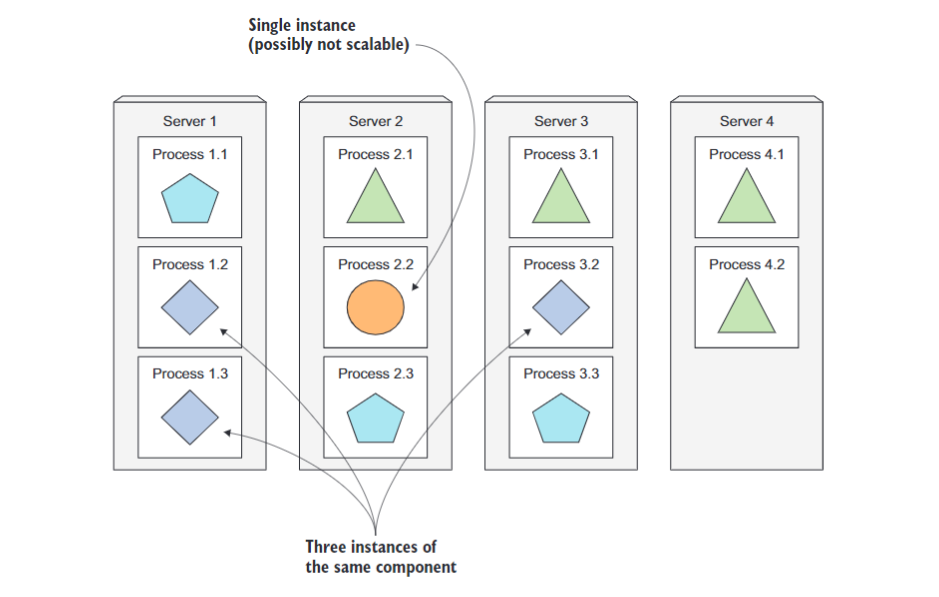 Single instance
(possibly not scalable)
Server 1
Server 2
Server 3
Server 4
Process 1.1
Process 2.1
Process 3.1
Process 4.1
Process 1.2
Process 2.2
Process 3.2
Process 4.2
Process 1.3
Process 2.3
Process 3.3
Three instances of
the same component